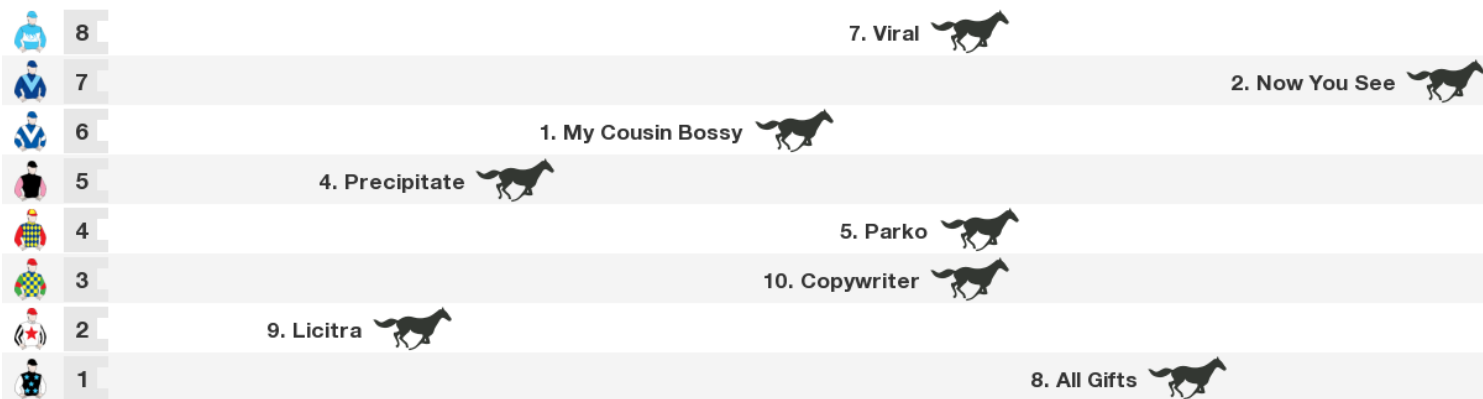 8 7. Viral
7 2. Now You See
6 1. My Cousin Bossy
5 4. Precipitate
4 5. Parko
3 10. Copywriter
2 9. Licitra
1 8. All Gifts